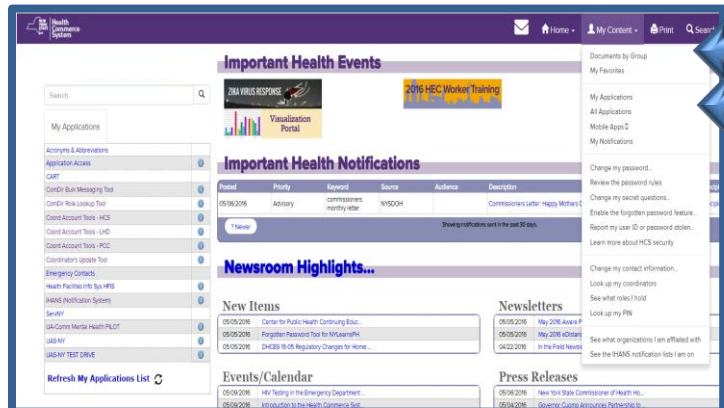 Health
Commerce
System
Home
My Content
Print
Search
Documents by Group
My Favorites
My Applications
All Applications
Mobile Apps
My Notifications
Change my password...
Review the password rules
Change my secret questions...
Enable the forgotten password feature...
Report my user ID or password stolen...
Learn more about HCS security
Change my contact information...
Look up my coordinators
See what roles I hold
Look up my PIN
See what organizations I am affliated with
See the IHANS notification lists I am on
Search
My Applications
Acronyms & Abbreviations
Application Access
CART
ComDir Bulk Messaging Tool
ComDir Role Lookup Tool
Coord Account Tools - HCS
Coord Account Tools - LHD
Coord Account Tools - PCC
Coordinator's Update Tool
Emergency Contacts
Health Facilities Info Sys HFIS
IHANS (Notification System)
ServNY
UA-Comm Mental Health PILOT
UAS-NY
UAS-NY TEST DRIVE
Refresh My Applications List
Important Health Events
ZIKA VIRUS RESPONSE
2016 HEC Worker Training
Visualization
Portal
Important Health Notifications
Posted Priority Keyword Source Audience Description
05/06/2016 Advisory commissioners monthly letter NYSDOH Commissioners Letter: Happy Mothers
? Newer
Showing notifications sent in the past 30 days.
Newsroom Highlights...
New Items
05/05/2016 Center for Public Health Continuing Educ...
05/05/2016 Forgotten Password Tool for NYLearnsPH
05/05/2016 DHCBS 16-05 Regulatory Changes for Home ...
Newsletters
05/05/2016 May 2016 Aware
05/05/2016 May 2016 eDistanc
04/22/2016 In the Field Newsl
Events/Calendar
05/09/2016 HIV Testing in the Emergency Department ...
05/09/2016 Introduction to the Health Commerce Syst...
Press Releases
05/06/2016 New York State Commissioner of Health Ho...
05/04/2016 Governor Cuomo Announces Partnership to ...